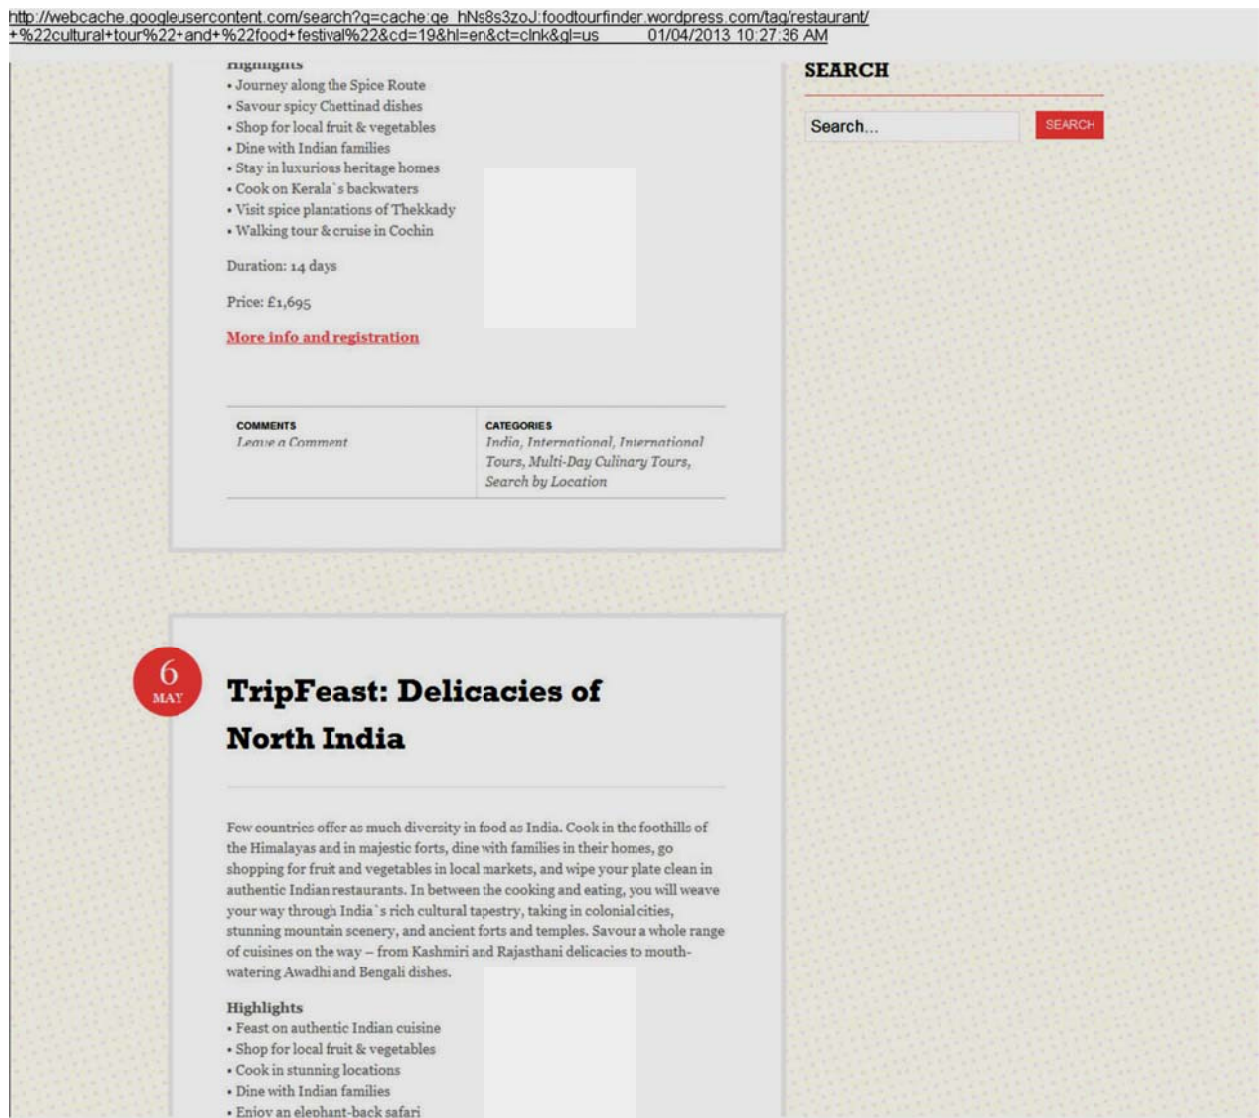 http://webcache.googleusercontent.com/search?q=cache:qe_hNs8s3zoJ:foodtourfinder.wordpress.com/tag/restaurant/
+%22cultural+tour%22+and+%22food+festival%22&cd=19&hl=en&ct=clnk&gl=us 01/04/2013 10:27:36 AM
Highlights
• Journey along the Spice Route
• Savour spicy Chettinad dishes
• Shop for local fruit & vegetables
• Dine with Indian families
• Stay in luxurious heritage homes
• Cook on Kerala`s backwaters
• Visit spice plantations of Thekkady
• Walking tour & cruise in Cochin
Duration: 14 days
Price: £1,695
More info and registration
COMMENTS
Leave a Comment
CATEGORIES
India, International, International
Tours, Multi-Day Culinary Tours,
Search by Location
SEARCH
Search...
SEARCH
6
MAY
TripFeast: Delicacies of
North India
Few countries offer as much diversity in food as India. Cook in the foothills of
the Himalayas and in majestic forts, dine with families in their homes, go
shopping for fruit and vegetables in local markets, and wipe your plate clean in
authentic Indian restaurants. In between the cooking and eating, you will weave
your way through India`s rich cultural tapestry, taking in colonial cities,
stunning mountain scenery, and ancient forts and temples. Savour a whole range
of cuisines on the way – from Kashmiri and Rajasthani delicacies to mouth-
watering Awadhi and Bengali dishes.
Highlights
• Feast on authentic Indian cuisine
• Shop for local fruit & vegetables
• Cook in stunning locations
• Dine with Indian families
• Enjoy an elephant-back safari